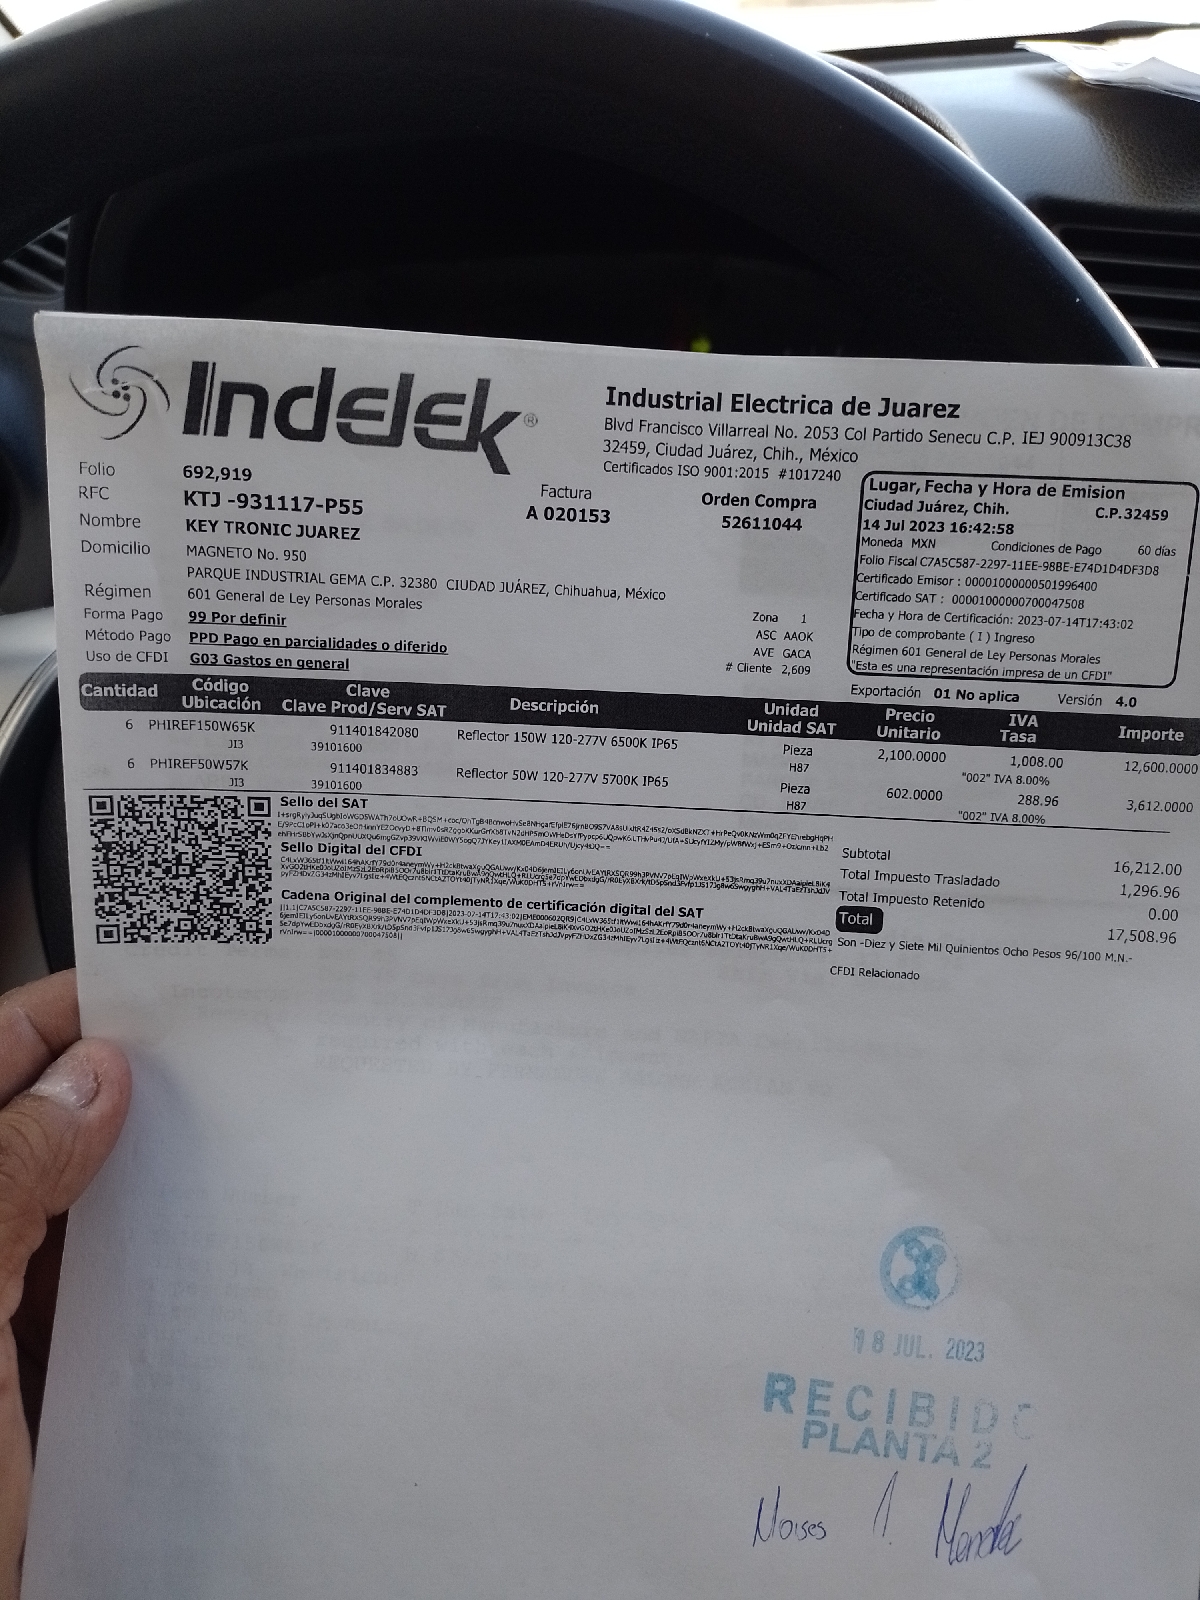 Indelek®
Industrial Electrica de Juarez
Blvd Francisco Villarreal No. 2053 Col Partido Senecu C.P. IEJ 900913C38
32459, Ciudad Juárez, Chih., México
Certificados ISO 9001:2015 #1017240
Folio 692,919
RFC KTJ -931117-P55
Nombre KEY TRONIC JUAREZ
Domicilio MAGNETO No. 950
PARQUE INDUSTRIAL GEMA C.P. 32380 CIUDAD JUÁREZ, Chihuahua, México
Régimen 601 General de Ley Personas Morales
Forma Pago 99 Por definir
Método Pago PPD Pago en parcialidades o diferido
Uso de CFDI G03 Gastos en general
Factura
A 020153
Orden Compra
52611044
Zona 1
ASC AAOK
AVE GACA
# Cliente 2,609
Lugar, Fecha y Hora de Emision
Ciudad Juárez, Chih. C.P.32459
14 Jul 2023 16:42:58
Moneda MXN Condiciones de Pago 60 días
Folio Fiscal C7A5C587-2297-11EE-98BE-E74D1D4DF3D8
Certificado Emisor : 00001000000501996400
Certificado SAT : 00001000000700047508
Fecha y Hora de Certificación: 2023-07-14T17:43:02
Tipo de comprobante ( I ) Ingreso
Régimen 601 General de Ley Personas Morales
"Esta es una representación impresa de un CFDI"
Exportación 01 No aplica Versión 4.0
Cantidad Código Ubicación Clave Clave Prod/Serv SAT Descripción Unidad Unidad SAT Precio Unitario IVA Tasa Importe
6 PHIREF150W65K 911401842080 Reflector 150W 120-277V 6500K IP65 Pieza 2,100.0000 1,008.00 12,600.0000
JI3 39101600 H87 "002" IVA 8.00%
6 PHIREF50W57K 911401834883 Reflector 50W 120-277V 5700K IP65 Pieza 602.0000 288.96 3,612.0000
JI3 39101600 H87 "002" IVA 8.00%
Sello del SAT
Sello Digital del CFDI
Cadena Original del complemento de certificación digital del SAT
Subtotal 16,212.00
Total Impuesto Trasladado 1,296.96
Total Impuesto Retenido 0.00
Total 17,508.96
Son -Diez y Siete Mil Quinientos Ocho Pesos 96/100 M.N.-
CFDI Relacionado
18 JUL. 2023
RECIBIDO
PLANTA 2
Moises